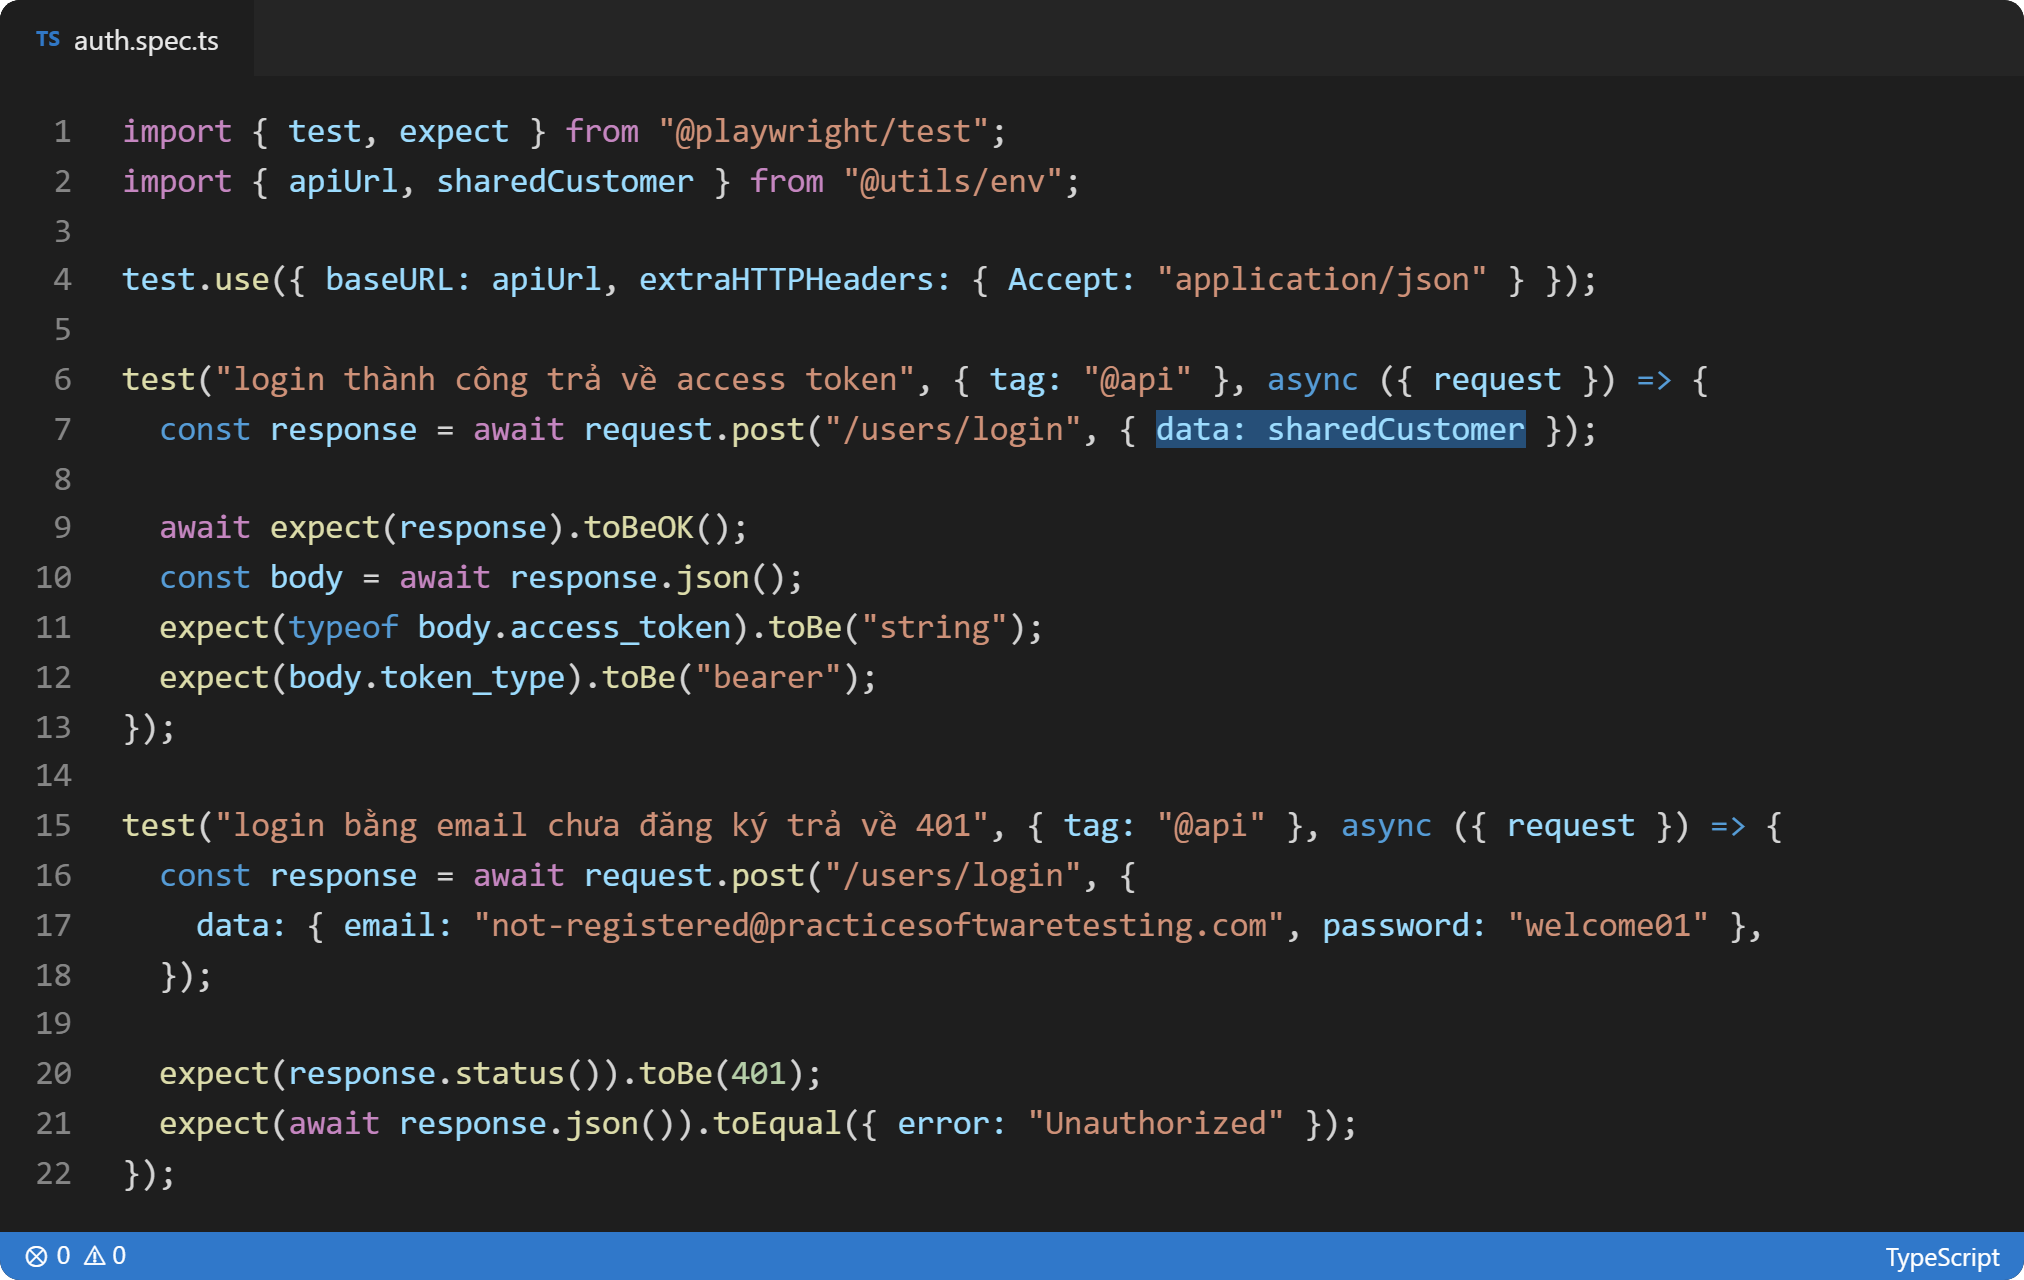 TS auth.spec.ts
1 import { test, expect } from "@playwright/test";
2 import { apiUrl, sharedCustomer } from "@utils/env";
3
4 test.use({ baseURL: apiUrl, extraHTTPHeaders: { Accept: "application/json" } });
5
6 test("login thành công trả về access token", { tag: "@api" }, async ({ request }) => {
7   const response = await request.post("/users/login", { data: sharedCustomer });
8
9   await expect(response).toBeOK();
10   const body = await response.json();
11   expect(typeof body.access_token).toBe("string");
12   expect(body.token_type).toBe("bearer");
13 });
14
15 test("login bằng email chưa đăng ký trả về 401", { tag: "@api" }, async ({ request }) => {
16   const response = await request.post("/users/login", {
17     data: { email: "not-registered@practicesoftwaretesting.com", password: "welcome01" },
18   });
19
20   expect(response.status()).toBe(401);
21   expect(await response.json()).toEqual({ error: "Unauthorized" });
22 });
0 0 TypeScript